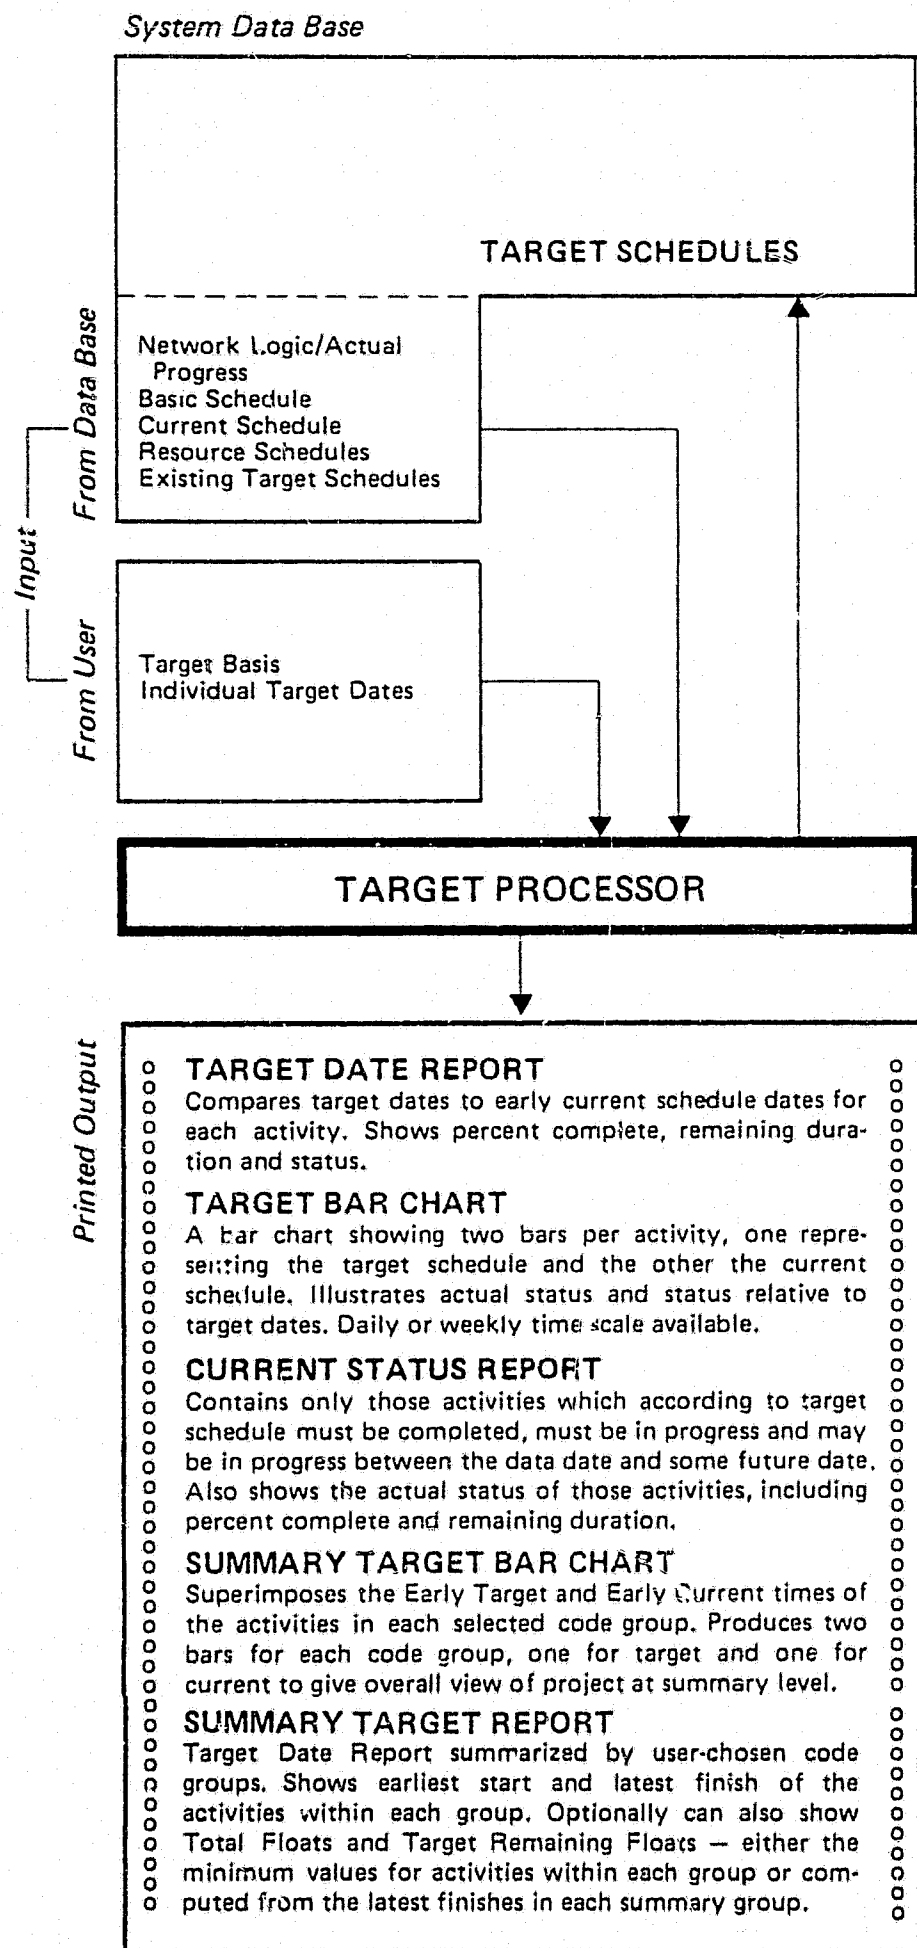 System Data Base
TARGET SCHEDULES
Input
From Data Base
Network Logic/Actual
Progress
Basic Schedule
Current Schedule
Resource Schedules
Existing Target Schedules
From User
Target Basis
Individual Target Dates
TARGET PROCESSOR
Printed Output
TARGET DATE REPORT
Compares target dates to early current schedule dates for
each activity. Shows percent complete, remaining dura-
tion and status.
TARGET BAR CHART
A bar chart showing two bars per activity, one repre-
senting the target schedule and the other the current
schedule. Illustrates actual status and status relative to
target dates. Daily or weekly time scale available.
CURRENT STATUS REPORT
Contains only those activities which according to target
schedule must be completed, must be in progress and may
be in progress between the data date and some future date.
Also shows the actual status of those activities, including
percent complete and remaining duration.
SUMMARY TARGET BAR CHART
Superimposes the Early Target and Early Current times of
the activities in each selected code group. Produces two
bars for each code group, one for target and one for
current to give overall view of project at summary level.
SUMMARY TARGET REPORT
Target Date Report summarized by user-chosen code
groups. Shows earliest start and latest finish of the
activities within each group. Optionally can also show
Total Floats and Target Remaining Floats — either the
minimum values for activities within each group or com-
puted from the latest finishes in each summary group.